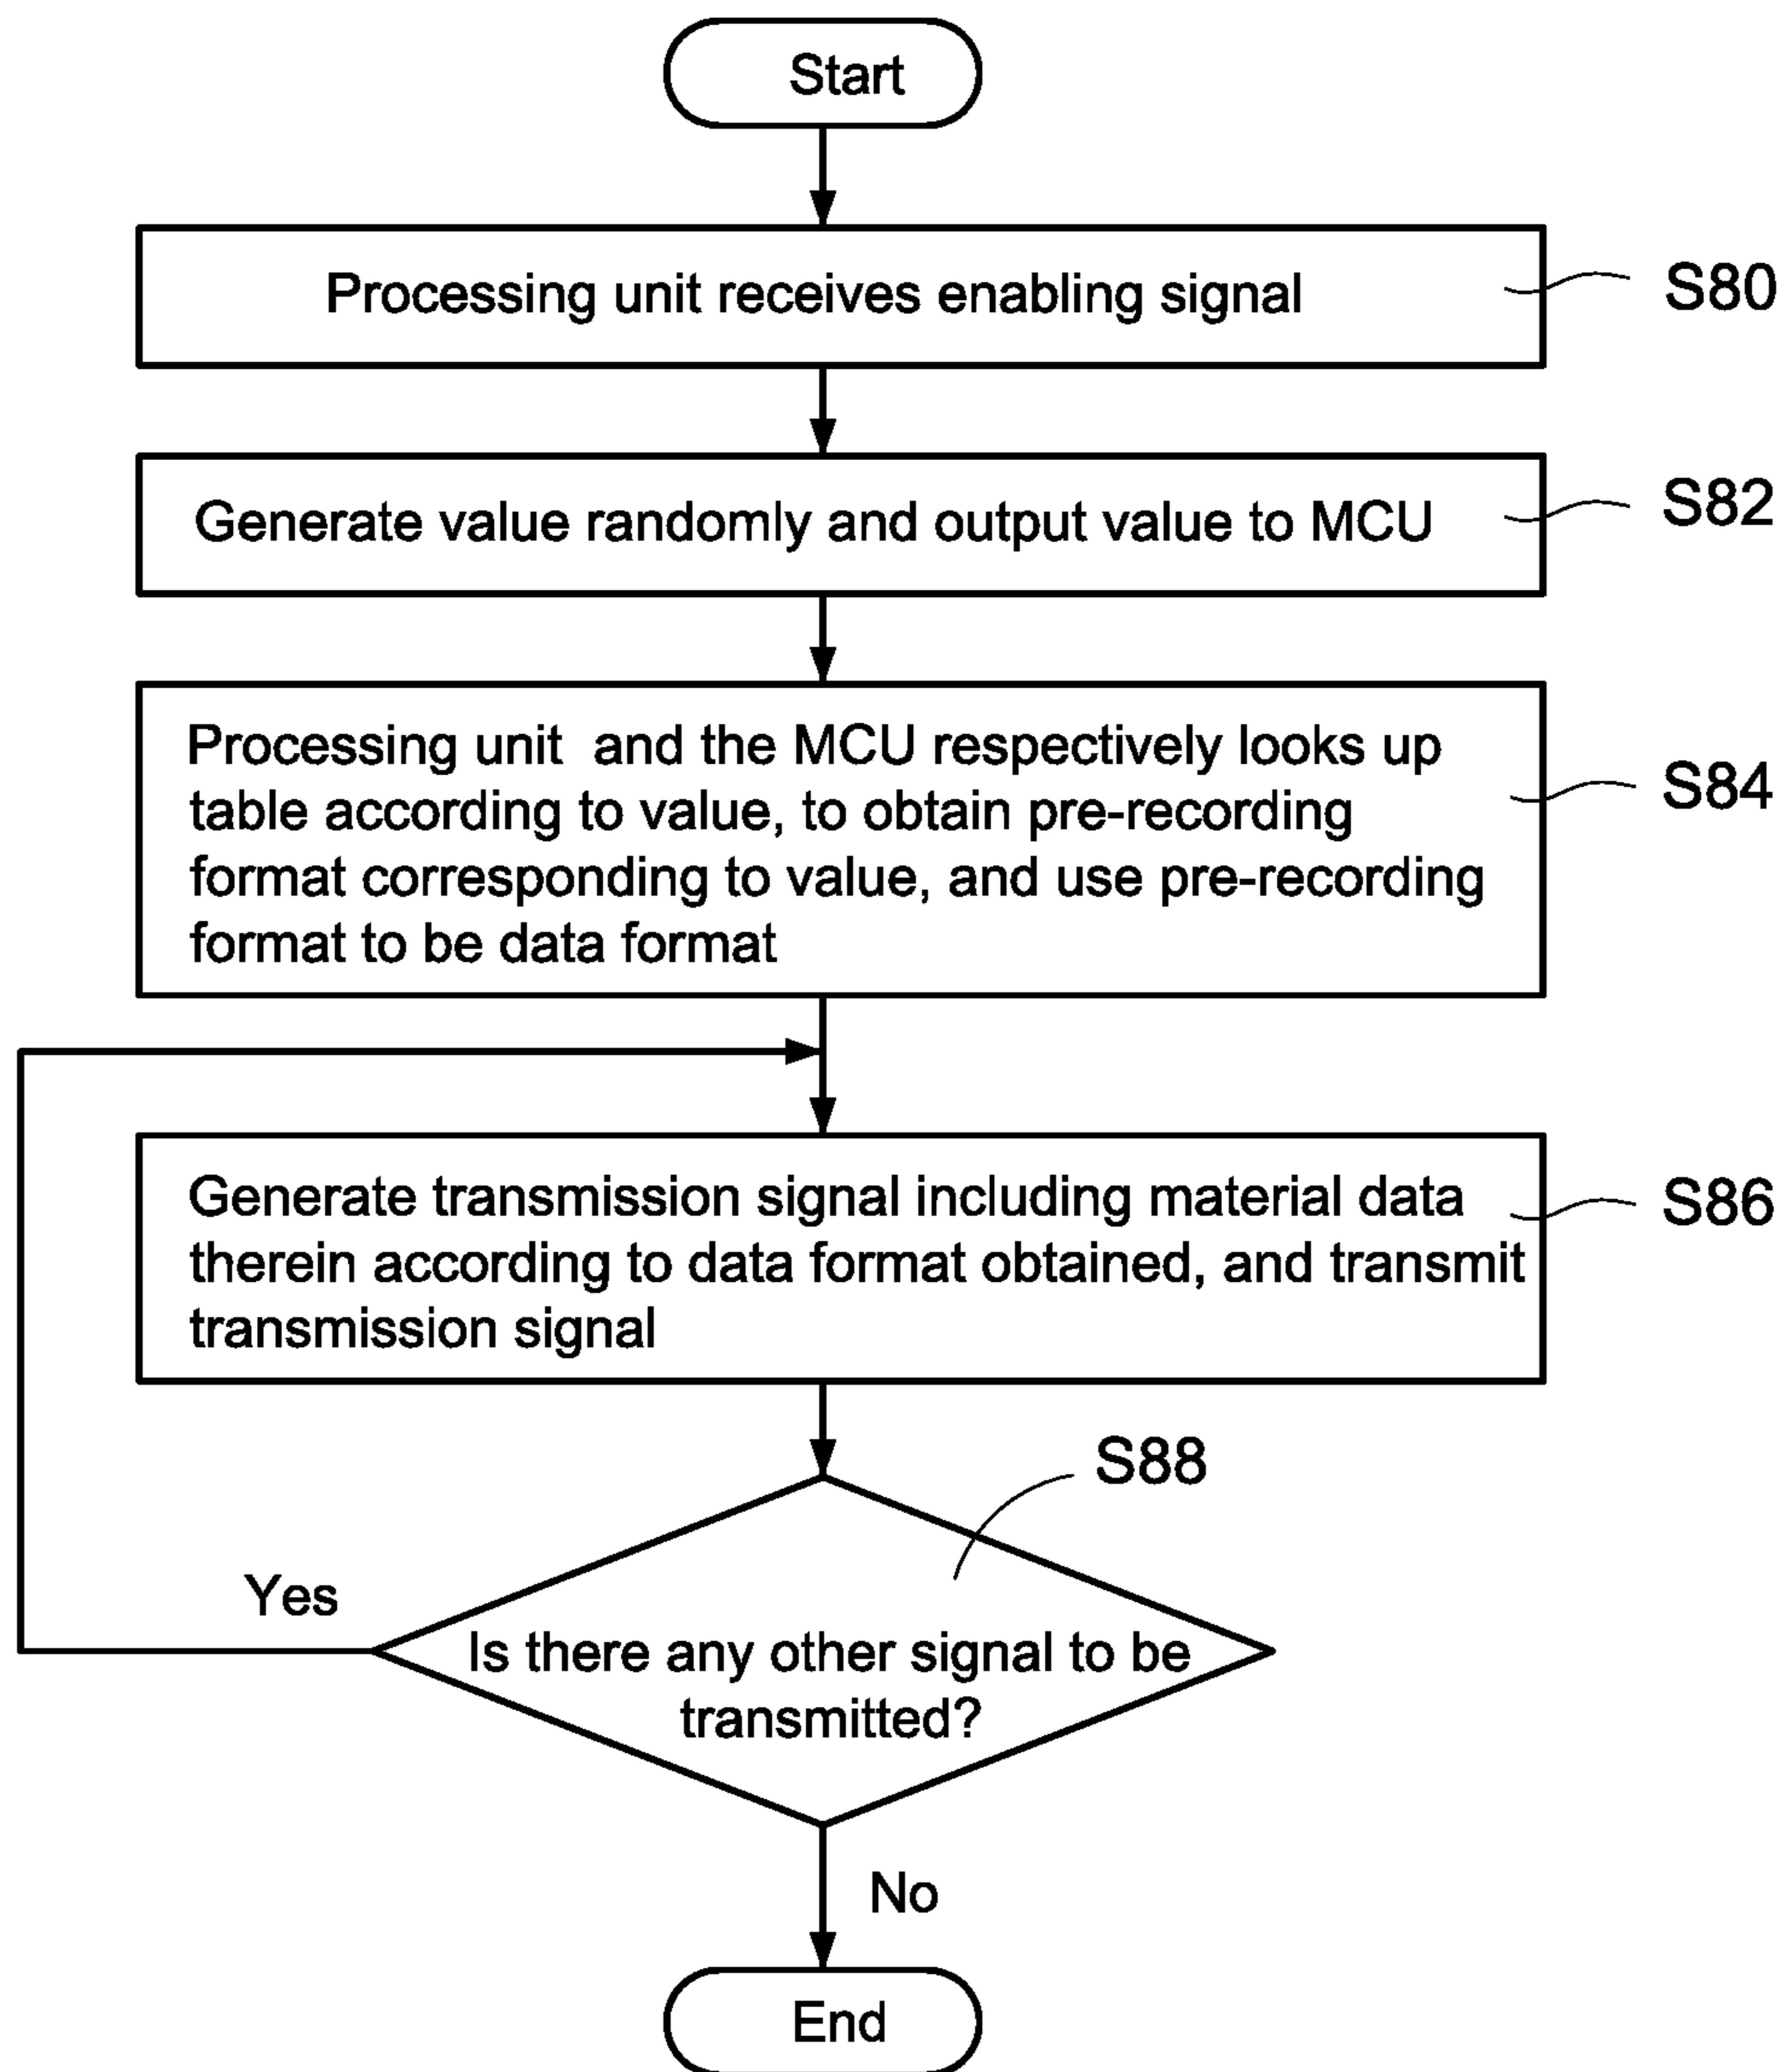 Start
Processing unit receives enabling signal
S80
Generate value randomly and output value to MCU
S82
Processing unit and the MCU respectively looks up
table according to value, to obtain pre-recording
format corresponding to value, and use pre-recording
format to be data format
S84
Generate transmission signal including material data
therein according to data format obtained, and transmit
transmission signal
S86
S88
Yes
Is there any other signal to be
transmitted?
No
End